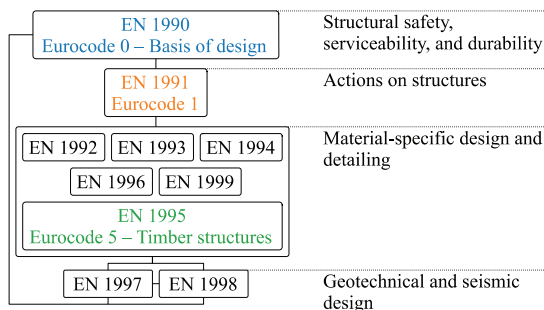 EN 1990
Eurocode 0 – Basis of design
Structural safety,
serviceability, and durability
EN 1991
Eurocode 1
Actions on structures
EN 1992 EN 1993 EN 1994
EN 1996 EN 1999
EN 1995
Eurocode 5 – Timber structures
Material-specific design and
detailing
EN 1997 EN 1998
Geotechnical and seismic
design